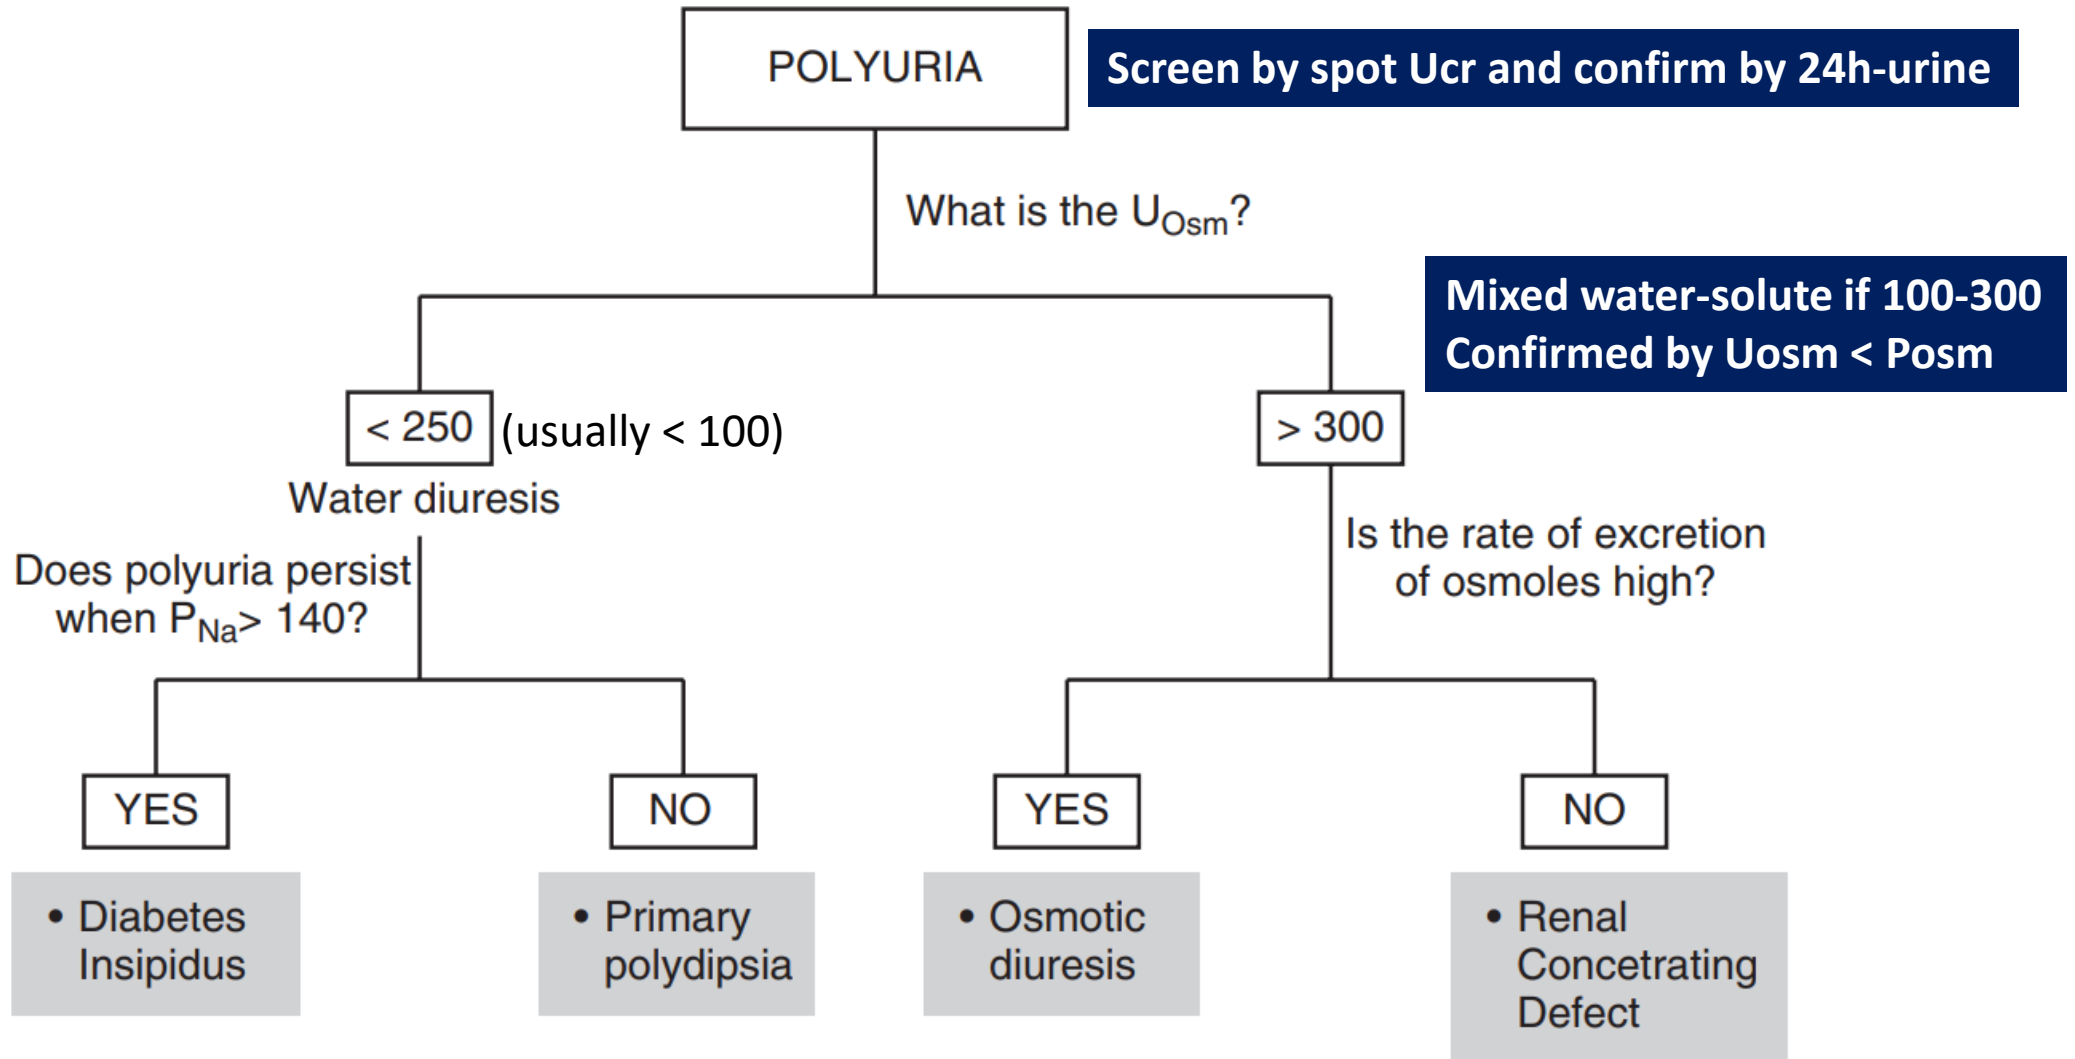 POLYURIA
Screen by spot Ucr and confirm by 24h-urine
What is the UOsm?
Mixed water-solute if 100-300
Confirmed by Uosm < Posm
< 250
(usually < 100)
> 300
Water diuresis
Does polyuria persist
when PNa> 140?
Is the rate of excretion
of osmoles high?
YES
NO
YES
NO
• Diabetes
Insipidus
• Primary
polydipsia
• Osmotic
diuresis
• Renal
Concetrating
Defect